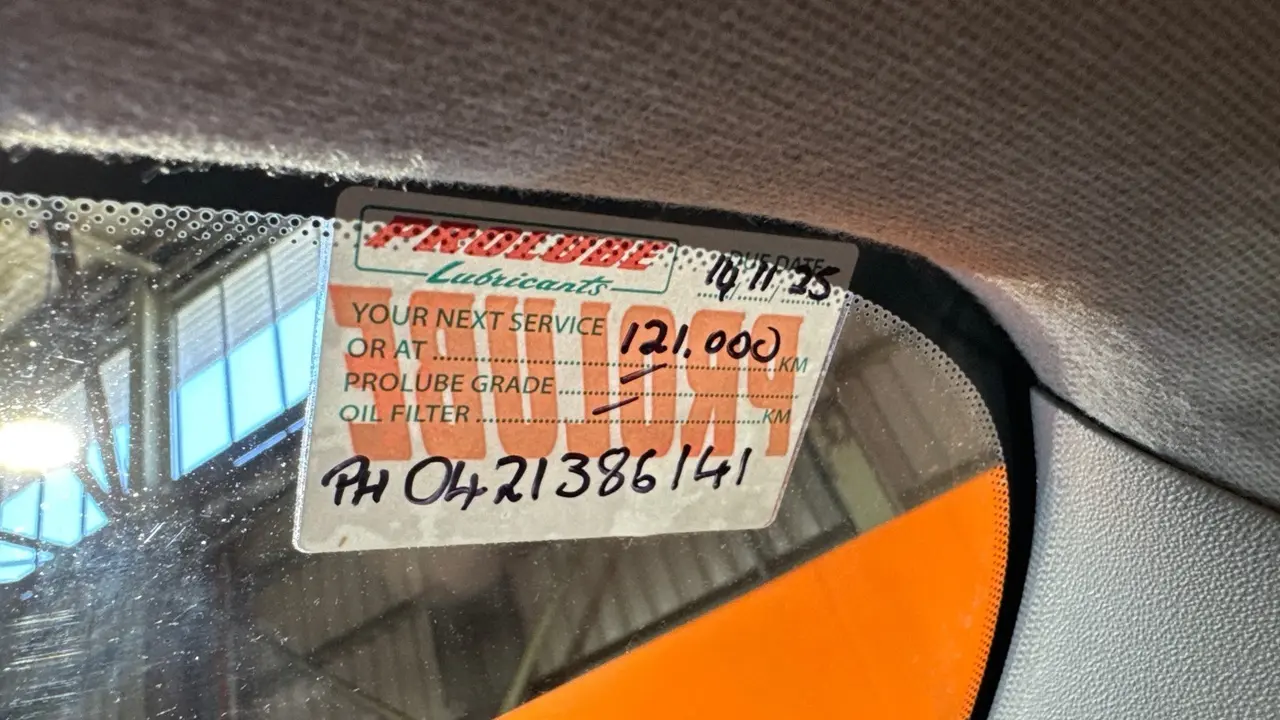 PROLUBE
Lubricants
DUE DATE
14/11/25
YOUR NEXT SERVICE
OR AT 121.000 KM
PROLUBE GRADE —
OIL FILTER — KM
PROLUBE
PH 0421386141